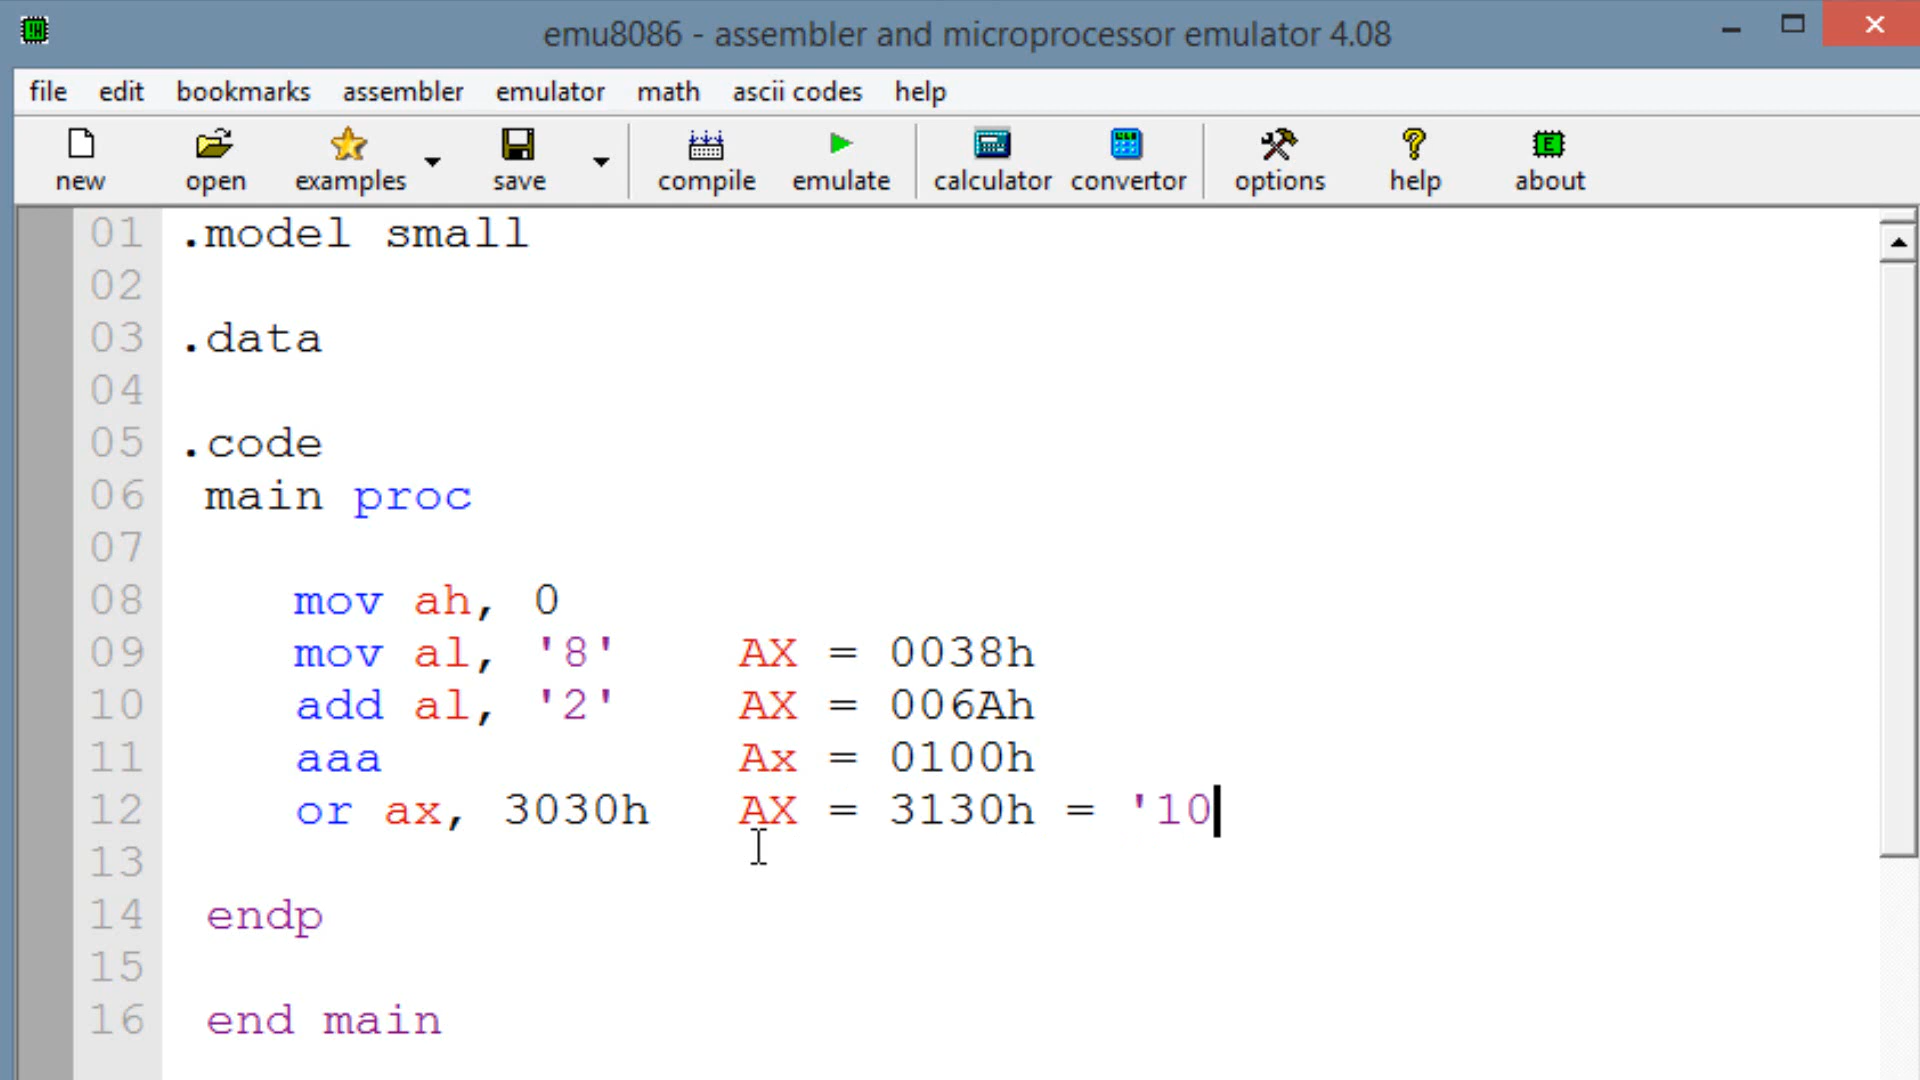 emu8086 - assembler and microprocessor emulator 4.08
file edit bookmarks assembler emulator math ascii codes help
new open examples save compile emulate calculator convertor options help about
01 .model small
02
03 .data
04
05 .code
06 main proc
07
08 mov ah, 0
09 mov al, '8' AX = 0038h
10 add al, '2' AX = 006Ah
11 aaa Ax = 0100h
12 or ax, 3030h AX = 3130h = '10
13
14 endp
15
16 end main